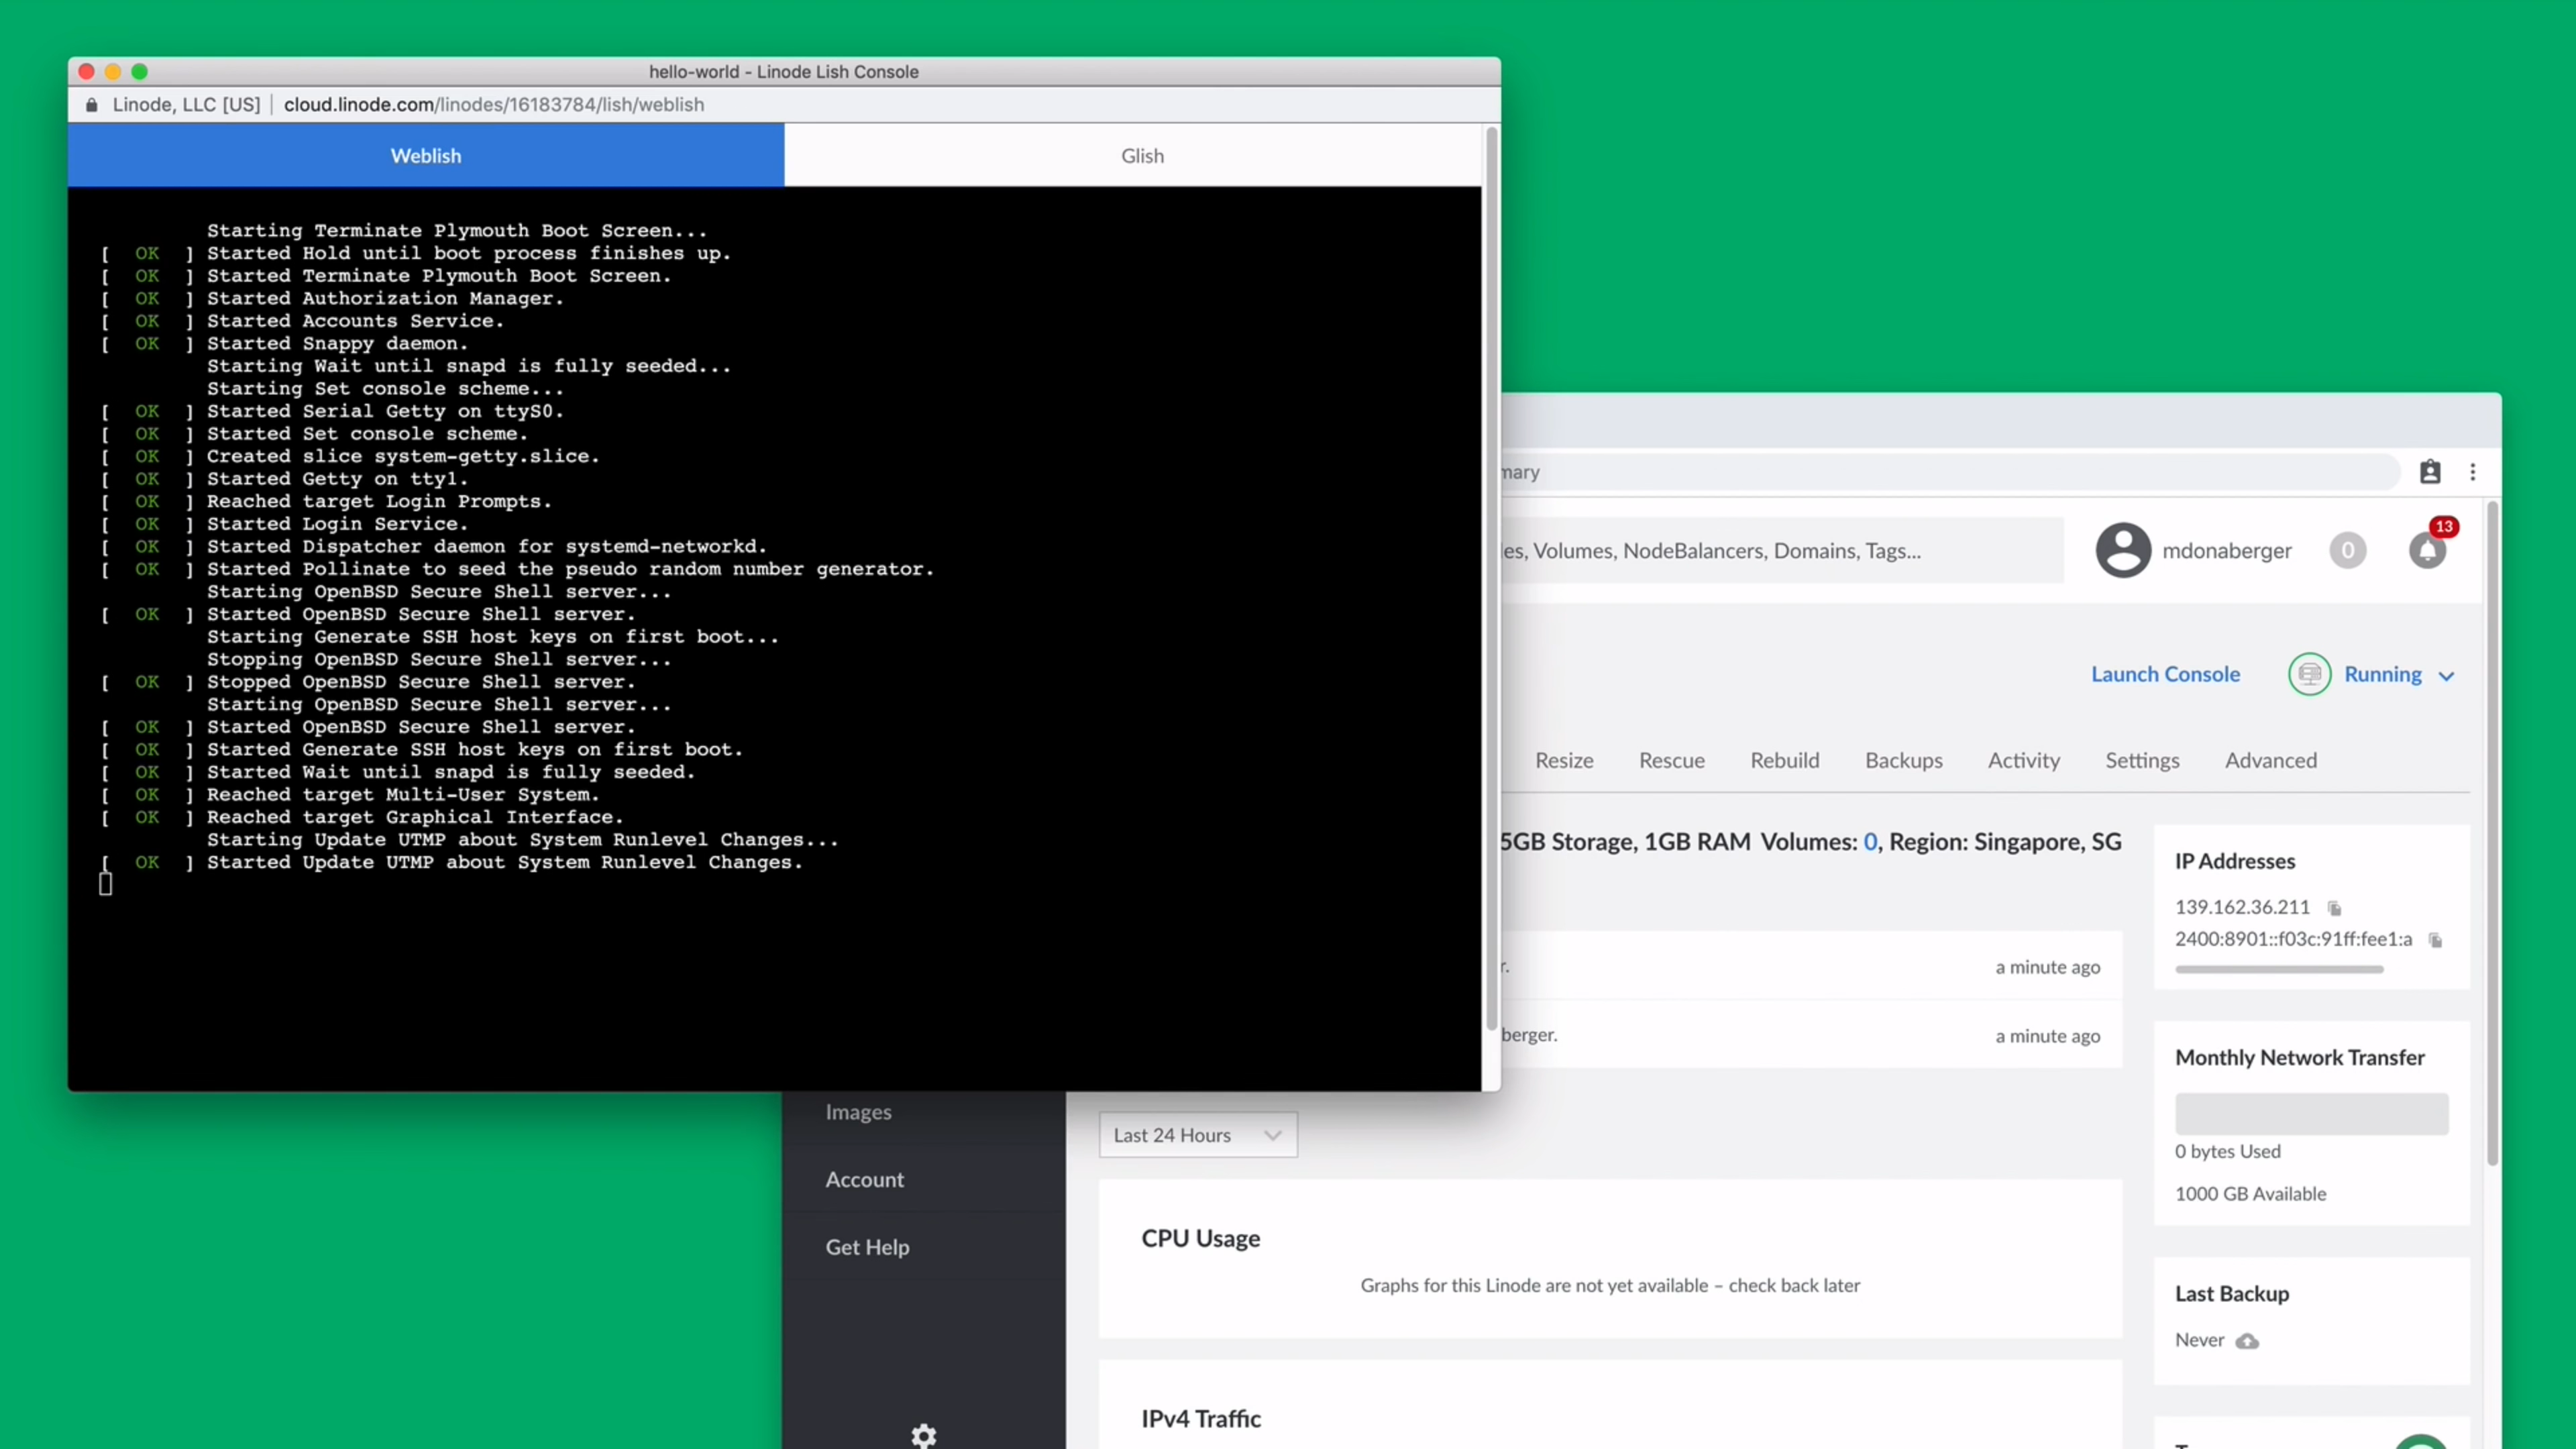 hello-world - Linode Lish Console
Linode, LLC [US] | cloud.linode.com/linodes/16183784/lish/weblish
Weblish
Glish
Starting Terminate Plymouth Boot Screen...
[ OK ] Started Hold until boot process finishes up.
[ OK ] Started Terminate Plymouth Boot Screen.
[ OK ] Started Authorization Manager.
[ OK ] Started Accounts Service.
[ OK ] Started Snappy daemon.
Starting Wait until snapd is fully seeded...
Starting Set console scheme...
[ OK ] Started Serial Getty on ttyS0.
[ OK ] Started Set console scheme.
[ OK ] Created slice system-getty.slice.
[ OK ] Started Getty on tty1.
[ OK ] Reached target Login Prompts.
[ OK ] Started Login Service.
[ OK ] Started Dispatcher daemon for systemd-networkd.
[ OK ] Started Pollinate to seed the pseudo random number generator.
Starting OpenBSD Secure Shell server...
[ OK ] Started OpenBSD Secure Shell server.
Starting Generate SSH host keys on first boot...
Stopping OpenBSD Secure Shell server...
[ OK ] Stopped OpenBSD Secure Shell server.
Starting OpenBSD Secure Shell server...
[ OK ] Started OpenBSD Secure Shell server.
[ OK ] Started Generate SSH host keys on first boot.
[ OK ] Started Wait until snapd is fully seeded.
[ OK ] Reached target Multi-User System.
[ OK ] Reached target Graphical Interface.
Starting Update UTMP about System Runlevel Changes...
[ OK ] Started Update UTMP about System Runlevel Changes.
mary
es, Volumes, NodeBalancers, Domains, Tags...
mdonaberger
0
13
Launch Console
Running
Resize Rescue Rebuild Backups Activity Settings Advanced
5GB Storage, 1GB RAM Volumes: 0, Region: Singapore, SG
r. a minute ago
berger. a minute ago
IP Addresses
139.162.36.211
2400:8901::f03c:91ff:fee1:a
Monthly Network Transfer
0 bytes Used
1000 GB Available
Last Backup
Never
Images
Account
Get Help
Last 24 Hours
CPU Usage
Graphs for this Linode are not yet available – check back later
IPv4 Traffic